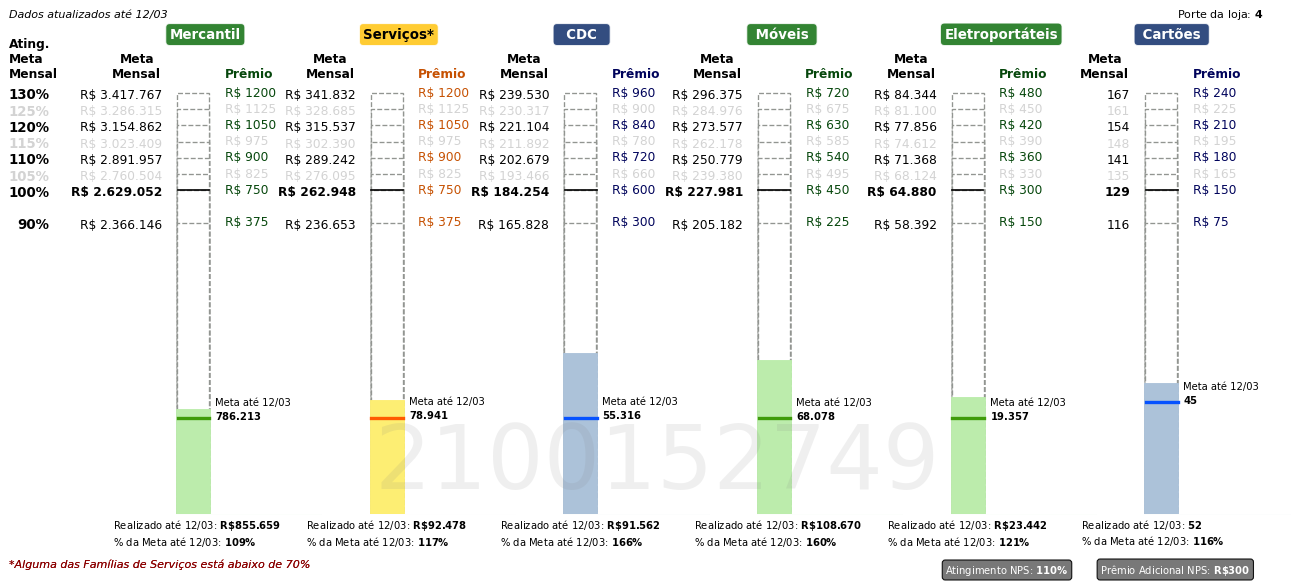 Dados atualizados até 12/03
Porte da loja: 4
Mercantil Serviços* CDC Móveis Eletroportáteis Cartões
Ating. Meta Mensal
Meta Mensal Prêmio Meta Mensal Prêmio Meta Mensal Prêmio Meta Mensal Prêmio Meta Mensal Prêmio Meta Mensal Prêmio
130% R$ 3.417.767 R$ 1200 R$ 341.832 R$ 1200 R$ 239.530 R$ 960 R$ 296.375 R$ 720 R$ 84.344 R$ 480 167 R$ 240
125% R$ 3.286.315 R$ 1125 R$ 328.685 R$ 1125 R$ 230.317 R$ 900 R$ 284.976 R$ 675 R$ 81.100 R$ 450 161 R$ 225
120% R$ 3.154.862 R$ 1050 R$ 315.537 R$ 1050 R$ 221.104 R$ 840 R$ 273.577 R$ 630 R$ 77.856 R$ 420 154 R$ 210
115% R$ 3.023.409 R$ 975 R$ 302.390 R$ 975 R$ 211.892 R$ 780 R$ 262.178 R$ 585 R$ 74.612 R$ 390 148 R$ 195
110% R$ 2.891.957 R$ 900 R$ 289.242 R$ 900 R$ 202.679 R$ 720 R$ 250.779 R$ 540 R$ 71.368 R$ 360 141 R$ 180
105% R$ 2.760.504 R$ 825 R$ 276.095 R$ 825 R$ 193.466 R$ 660 R$ 239.380 R$ 495 R$ 68.124 R$ 330 135 R$ 165
100% R$ 2.629.052 R$ 750 R$ 262.948 R$ 750 R$ 184.254 R$ 600 R$ 227.981 R$ 450 R$ 64.880 R$ 300 129 R$ 150
90% R$ 2.366.146 R$ 375 R$ 236.653 R$ 375 R$ 165.828 R$ 300 R$ 205.182 R$ 225 R$ 58.392 R$ 150 116 R$ 75
Meta até 12/03 Meta até 12/03 Meta até 12/03 Meta até 12/03 Meta até 12/03 Meta até 12/03
786.213 78.941 55.316 68.078 19.357 45
2100152749
Realizado até 12/03: R$855.659 Realizado até 12/03: R$92.478 Realizado até 12/03: R$91.562 Realizado até 12/03: R$108.670 Realizado até 12/03: R$23.442 Realizado até 12/03: 52
% da Meta até 12/03: 109% % da Meta até 12/03: 117% % da Meta até 12/03: 166% % da Meta até 12/03: 160% % da Meta até 12/03: 121% % da Meta até 12/03: 116%
*Alguma das Famílias de Serviços está abaixo de 70%
Atingimento NPS: 110% Prêmio Adicional NPS: R$300